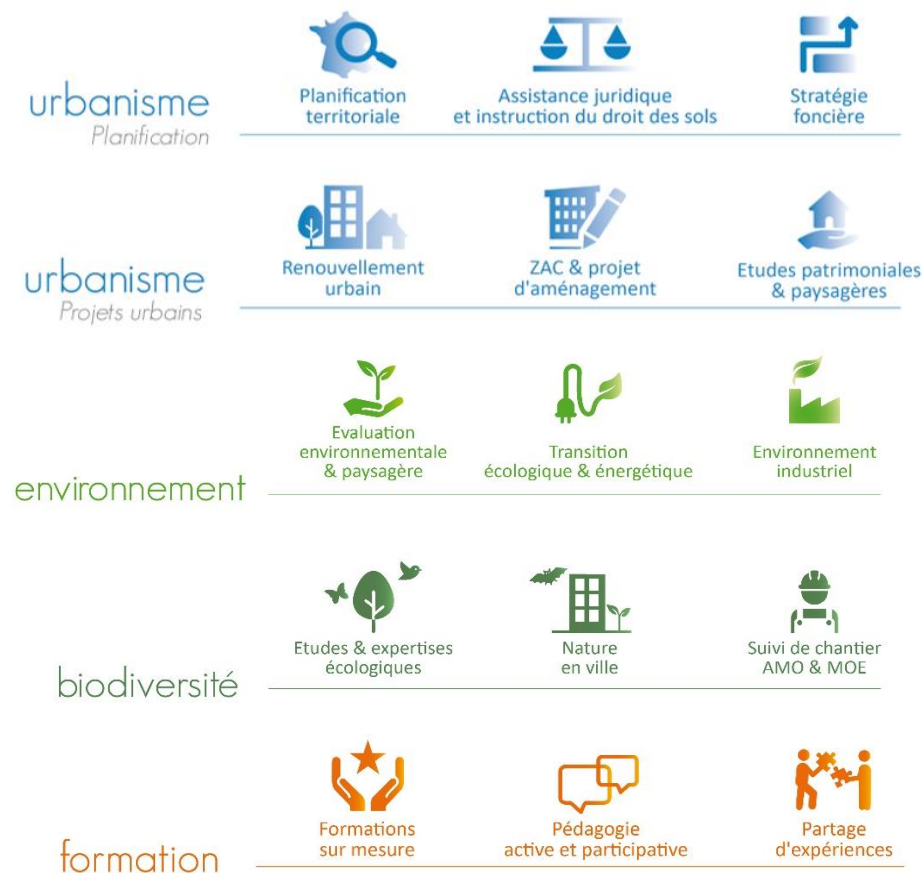 Planification
territoriale
Assistance juridique
et instruction du droit des sols
Stratégie
foncière
urbanisme
Planification
Renouvellement
urbain
ZAC & projet
d'aménagement
Etudes patrimoniales
& paysagères
urbanisme
Projets urbains
Evaluation
environnementale
& paysagère
Transition
écologique & énergétique
Environnement
industriel
environnement
Etudes & expertises
écologiques
Nature
en ville
Suivi de chantier
AMO & MOE
biodiversité
Formations
sur mesure
Pédagogie
active et participative
Partage
d'expériences
formation